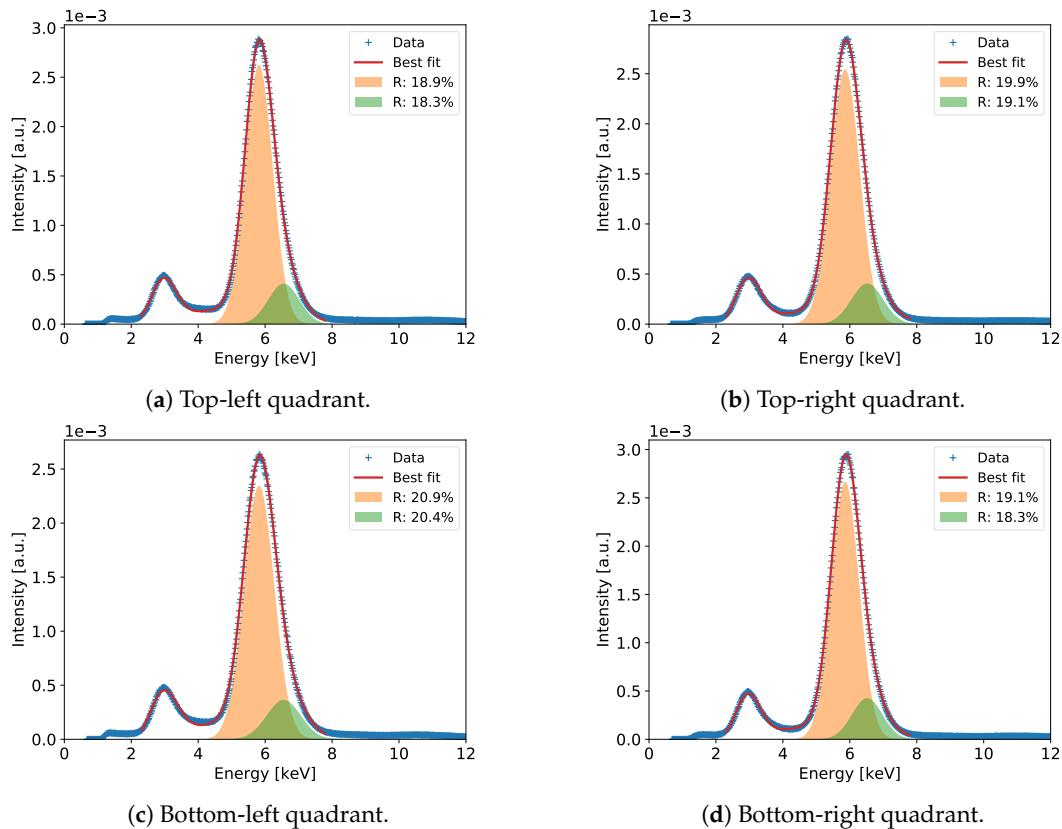 1e−3
3.0
2.5
2.0
1.5
1.0
0.5
0.0
Intensity [a.u.]
0 2 4 6 8 10 12
Energy [keV]
Data
Best fit
R: 18.9%
R: 18.3%
(a) Top-left quadrant.
1e−3
2.5
2.0
1.5
1.0
0.5
0.0
Intensity [a.u.]
0 2 4 6 8 10 12
Energy [keV]
Data
Best fit
R: 19.9%
R: 19.1%
(b) Top-right quadrant.
1e−3
2.5
2.0
1.5
1.0
0.5
0.0
Intensity [a.u.]
0 2 4 6 8 10 12
Energy [keV]
Data
Best fit
R: 20.9%
R: 20.4%
(c) Bottom-left quadrant.
1e−3
3.0
2.5
2.0
1.5
1.0
0.5
0.0
Intensity [a.u.]
0 2 4 6 8 10 12
Energy [keV]
Data
Best fit
R: 19.1%
R: 18.3%
(d) Bottom-right quadrant.